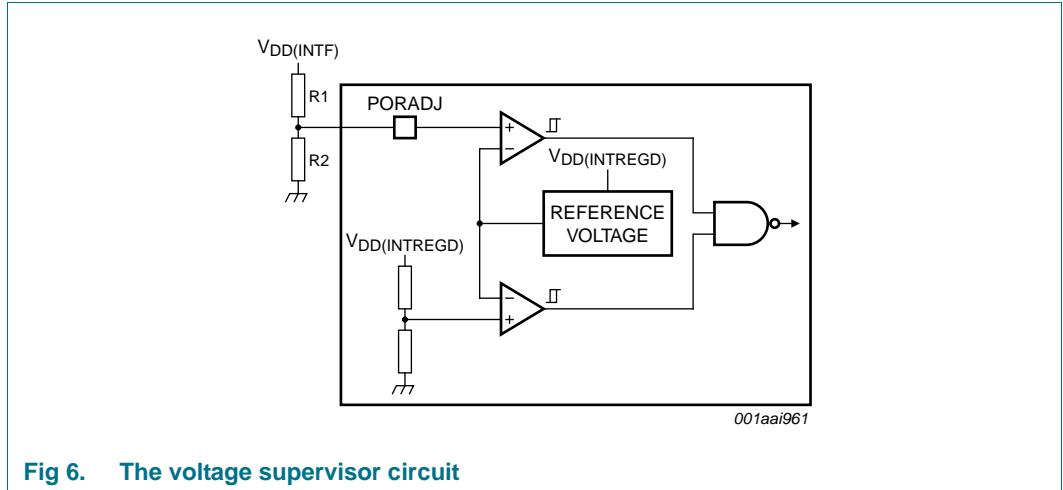 VDD(INTF)
R1
PORADJ
+
−
R2
VDD(INTREGD)
REFERENCE
VOLTAGE
VDD(INTREGD)
−
+
001aai961
Fig 6. The voltage supervisor circuit